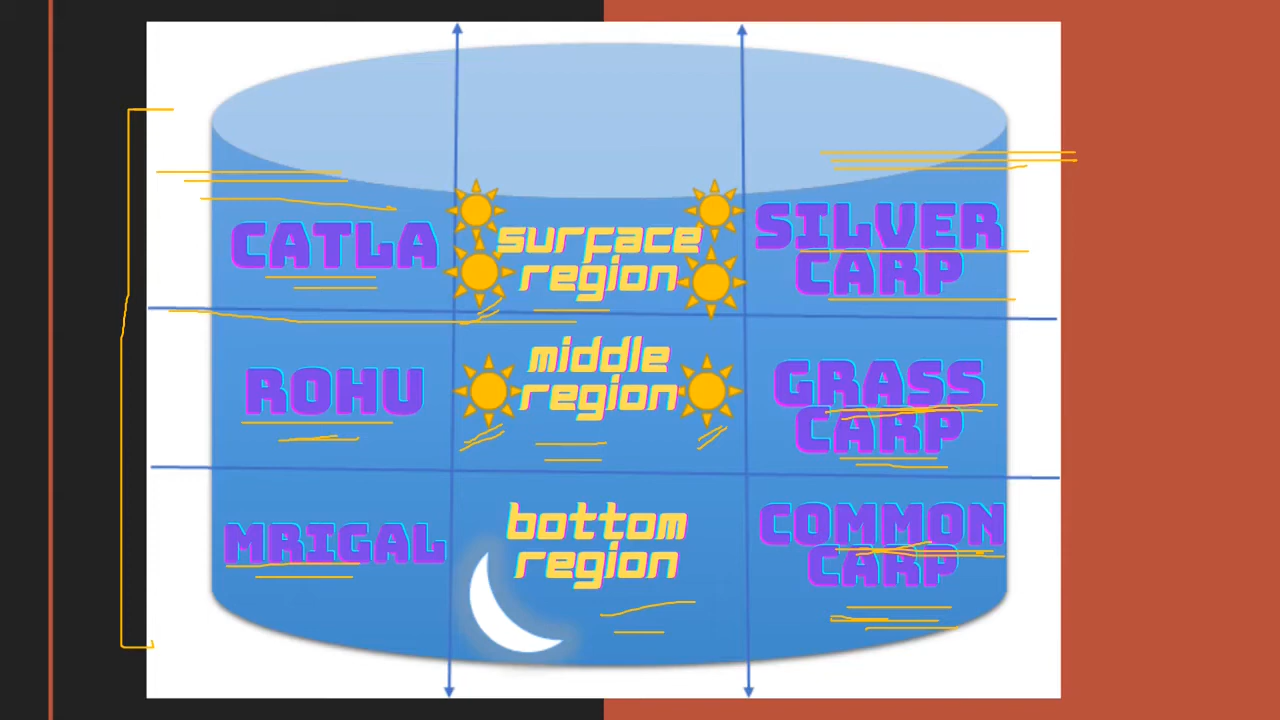 CATLA
surface
region
SILVER
CARP
ROHU
middle
region
GRASS
CARP
MRIGAL
bottom
region
COMMON
CARP